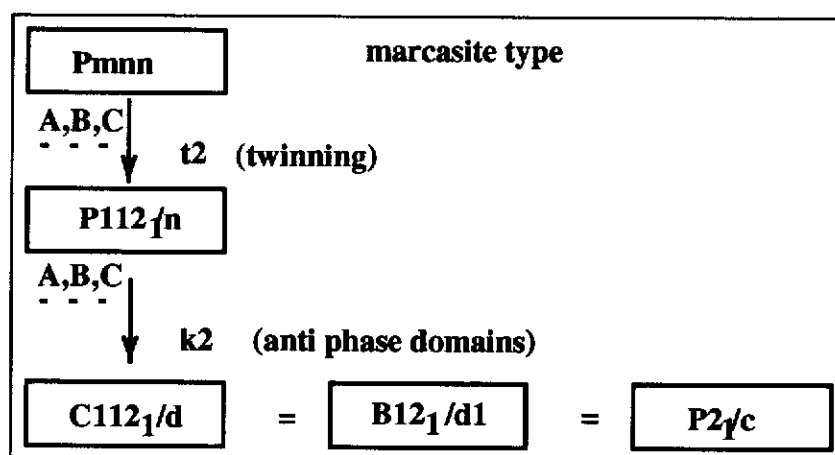 Pmnn
marcasite type
A,B,C
t2 (twinning)
P112₁/n
A,B,C
k2 (anti phase domains)
C112₁/d = B12₁/d1 = P2₁/c